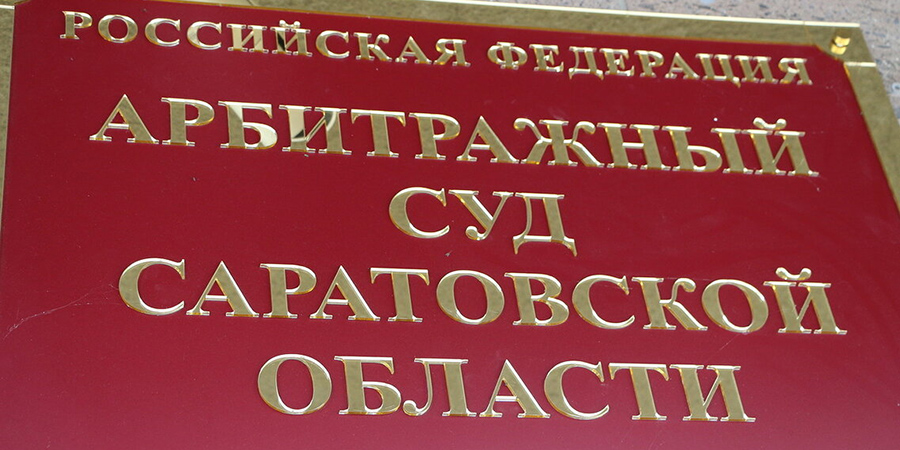 РОССИЙСКАЯ ФЕДЕРАЦИЯ
АРБИТРАЖНЫЙ
СУД
САРАТОВСКОЙ
ОБЛАСТИ